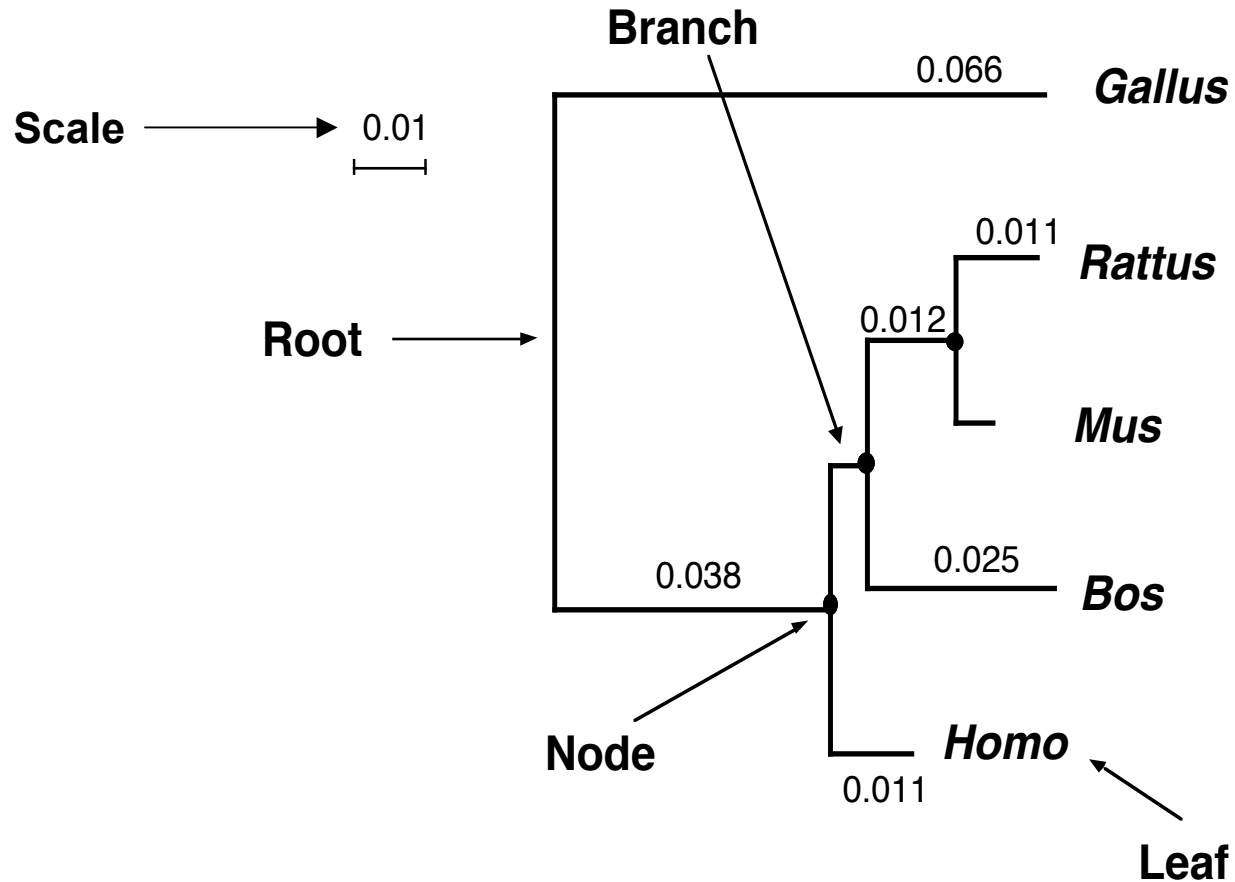 Branch
0.066
Gallus
Scale
0.01
0.011
Rattus
0.012
Root
Mus
0.025
0.038
Bos
Node
Homo
0.011
Leaf